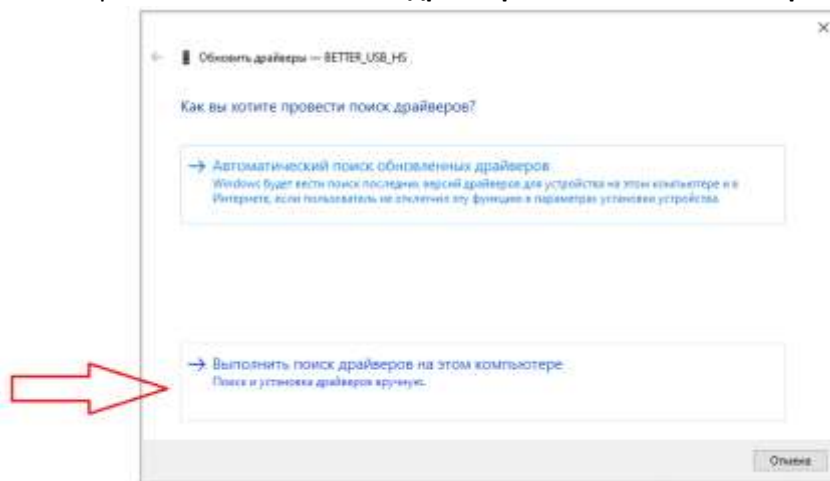 Обновить драйверы — BETTER_USB_HS
Как вы хотите провести поиск драйверов?
→ Автоматический поиск обновленных драйверов
Windows будет вести поиск последних версий драйверов для устройства на этом компьютере и в
Интернете, если пользователь не отключил эту функцию в параметрах установки устройства.
→ Выполнить поиск драйверов на этом компьютере
Поиск и установка драйверов вручную.
Отмена